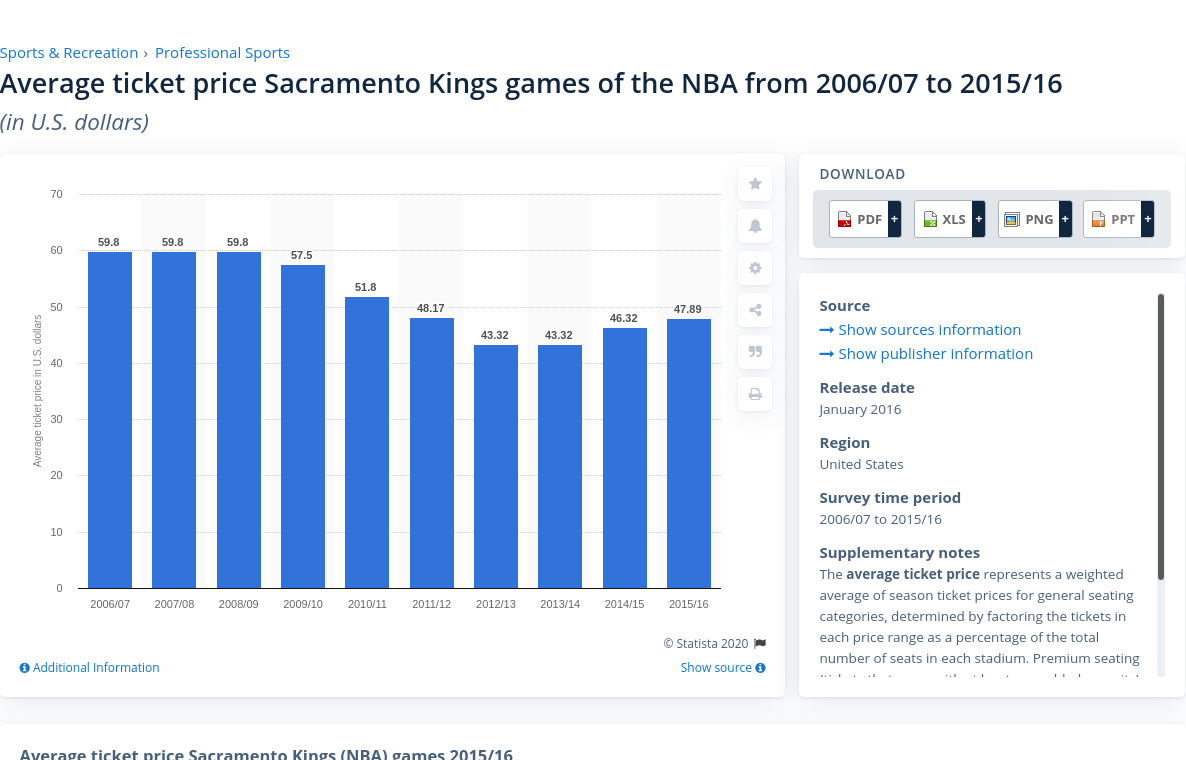 Sports & Recreation › Professional Sports
Average ticket price Sacramento Kings games of the NBA from 2006/07 to 2015/16
(in U.S. dollars)
Average ticket price in U.S. dollars
70
60
50
40
30
20
10
0
59.8
59.8
59.8
57.5
51.8
48.17
43.32
43.32
46.32
47.89
2006/07 2007/08 2008/09 2009/10 2010/11 2011/12 2012/13 2013/14 2014/15 2015/16
© Statista 2020
Additional Information
Show source
DOWNLOAD
PDF + XLS + PNG + PPT +
Source
Show sources information
Show publisher information
Release date
January 2016
Region
United States
Survey time period
2006/07 to 2015/16
Supplementary notes
The average ticket price represents a weighted
average of season ticket prices for general seating
categories, determined by factoring the tickets in
each price range as a percentage of the total
number of seats in each stadium. Premium seating
Average ticket price Sacramento Kings (NBA) games 2015/16